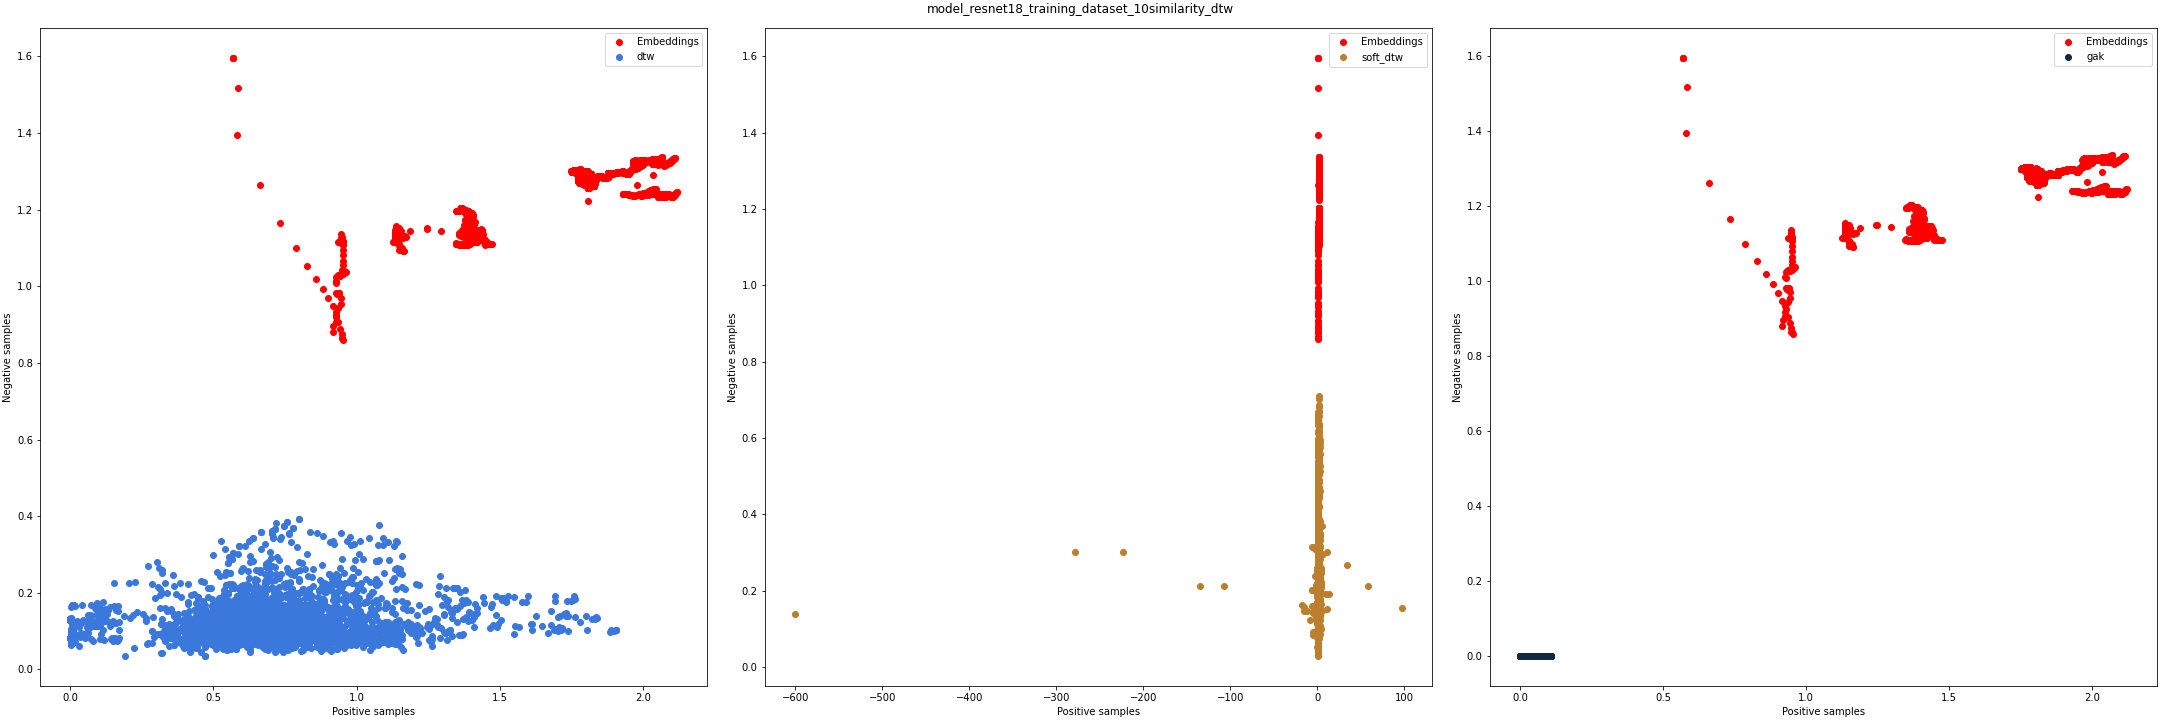 model_resnet18_training_dataset_10similarity_dtw
Embeddings
dtw
1.6
1.4
1.2
1.0
0.8
0.6
0.4
0.2
0.0
Negative samples
0.0 0.5 1.0 1.5 2.0
Positive samples
Embeddings
soft_dtw
1.6
1.4
1.2
1.0
0.8
0.6
0.4
0.2
0.0
Negative samples
−600 −500 −400 −300 −200 −100 0 100
Positive samples
Embeddings
gak
1.6
1.4
1.2
1.0
0.8
0.6
0.4
0.2
0.0
Negative samples
0.0 0.5 1.0 1.5 2.0
Positive samples